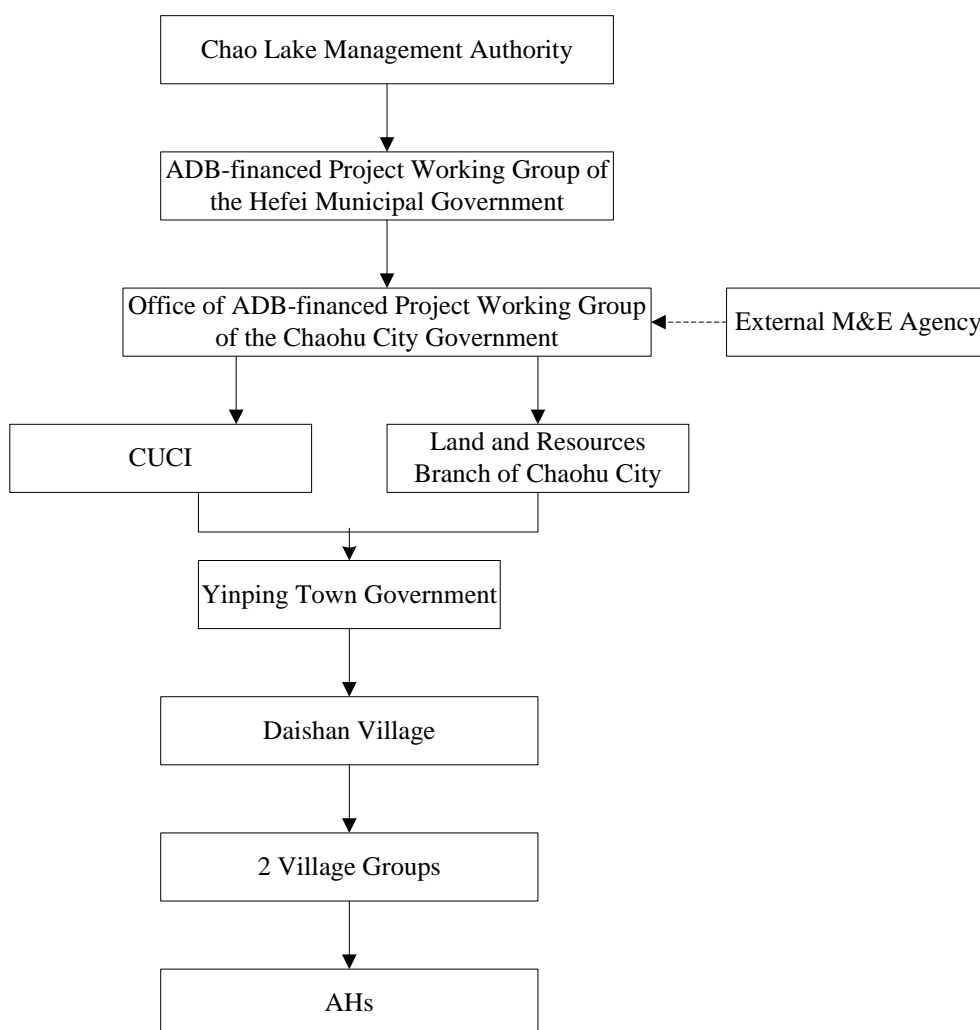 Chao Lake Management Authority
ADB-financed Project Working Group of
the Hefei Municipal Government
Office of ADB-financed Project Working Group
of the Chaohu City Government
External M&E Agency
CUCI
Land and Resources
Branch of Chaohu City
Yinping Town Government
Daishan Village
2 Village Groups
AHs